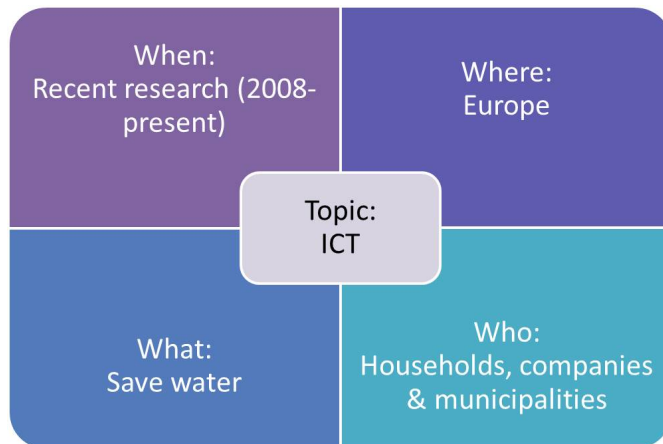 When:
Recent research (2008-
present)
Where:
Europe
Topic:
ICT
What:
Save water
Who:
Households, companies
& municipalities